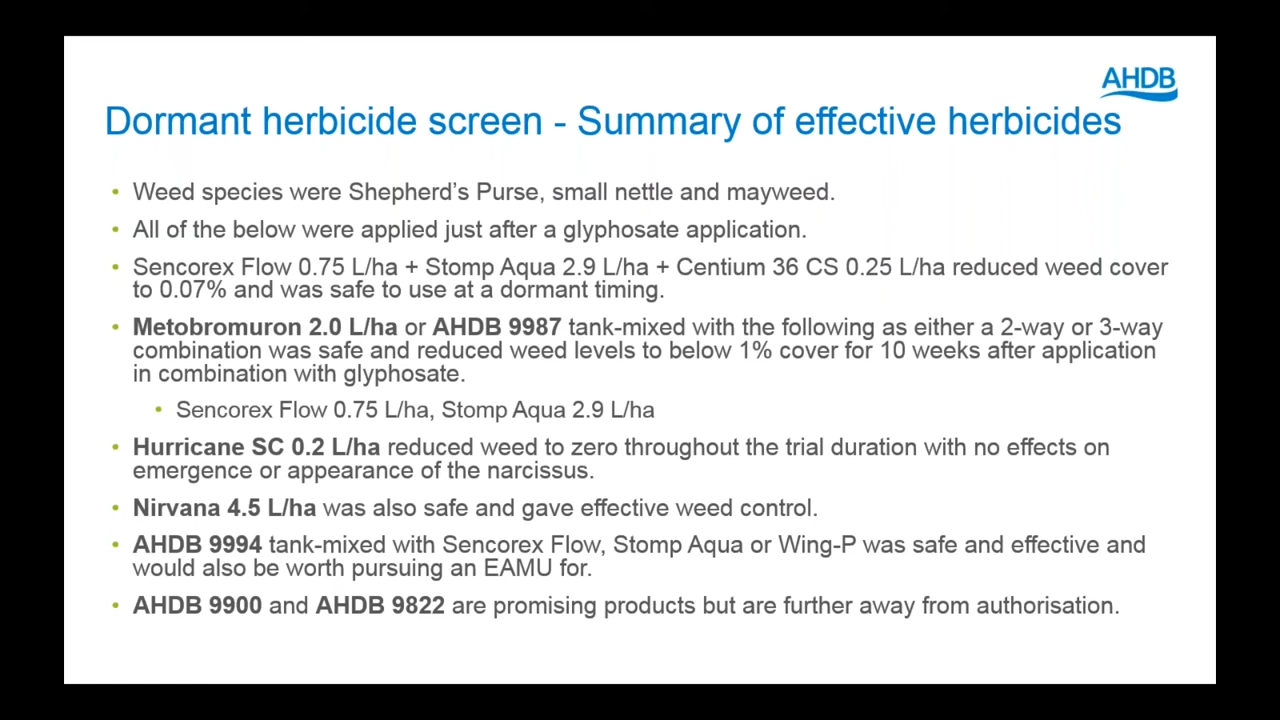 AHDB
Dormant herbicide screen - Summary of effective herbicides
• Weed species were Shepherd's Purse, small nettle and mayweed.
• All of the below were applied just after a glyphosate application.
• Sencorex Flow 0.75 L/ha + Stomp Aqua 2.9 L/ha + Centium 36 CS 0.25 L/ha reduced weed cover
to 0.07% and was safe to use at a dormant timing.
• Metobromuron 2.0 L/ha or AHDB 9987 tank-mixed with the following as either a 2-way or 3-way
combination was safe and reduced weed levels to below 1% cover for 10 weeks after application
in combination with glyphosate.
• Sencorex Flow 0.75 L/ha, Stomp Aqua 2.9 L/ha
• Hurricane SC 0.2 L/ha reduced weed to zero throughout the trial duration with no effects on
emergence or appearance of the narcissus.
• Nirvana 4.5 L/ha was also safe and gave effective weed control.
• AHDB 9994 tank-mixed with Sencorex Flow, Stomp Aqua or Wing-P was safe and effective and
would also be worth pursuing an EAMU for.
• AHDB 9900 and AHDB 9822 are promising products but are further away from authorisation.